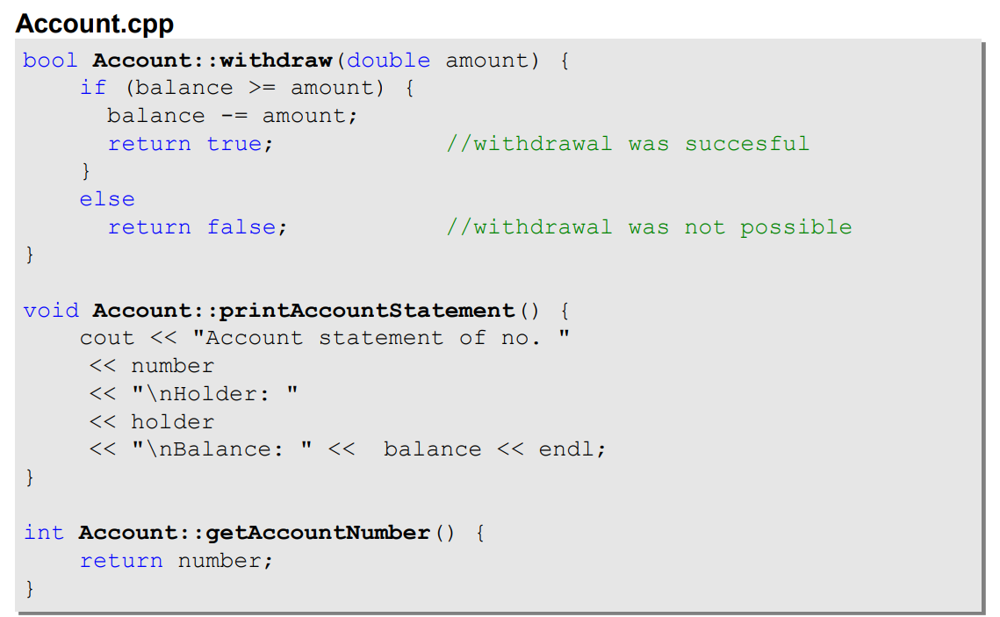 Account.cpp
bool Account::withdraw(double amount) {
    if (balance >= amount) {
      balance -= amount;
      return true;            //withdrawal was succesful
    }
    else
      return false;           //withdrawal was not possible
}

void Account::printAccountStatement() {
    cout << "Account statement of no. "
     << number
     << "\nHolder: "
     << holder
     << "\nBalance: " <<  balance << endl;
}

int Account::getAccountNumber() {
    return number;
}